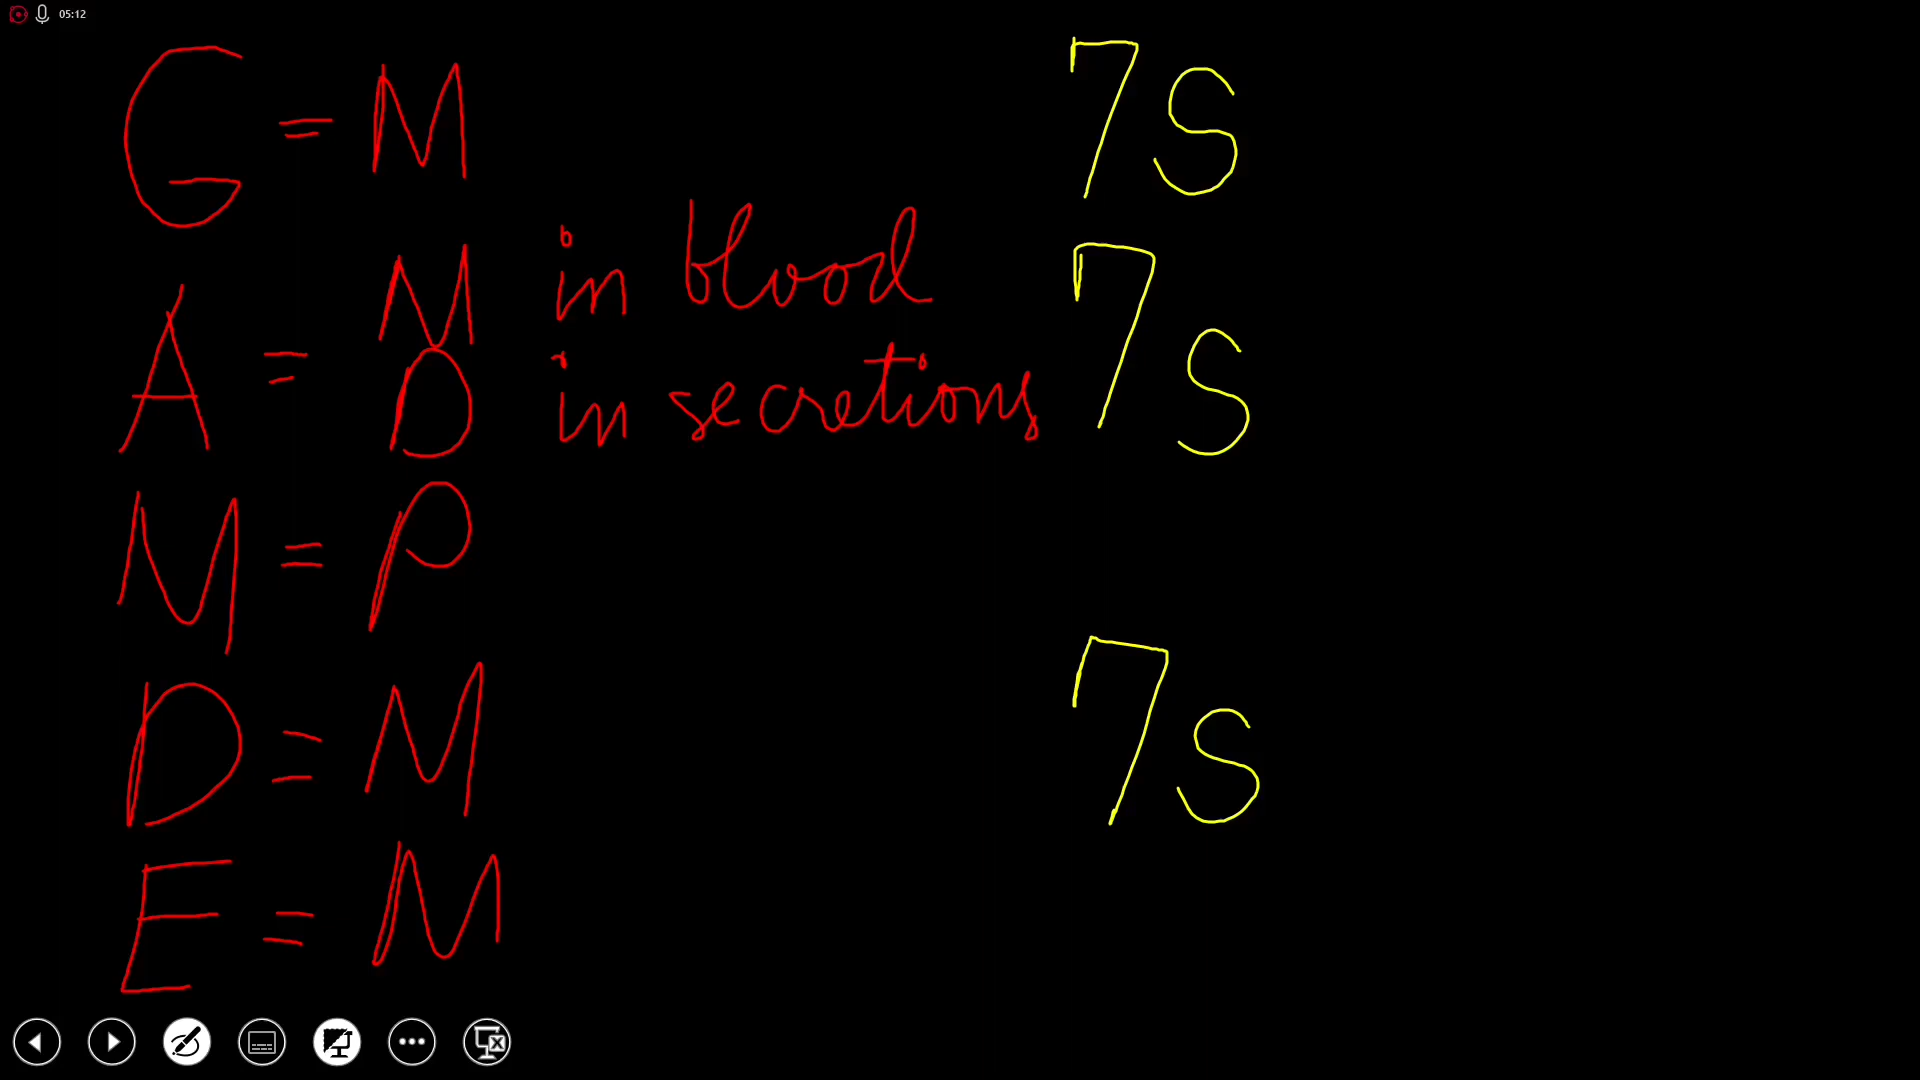 05:12
G = M 7S
A = M in blood 7S
D in secretions
M = P
D = M 7S
E = M